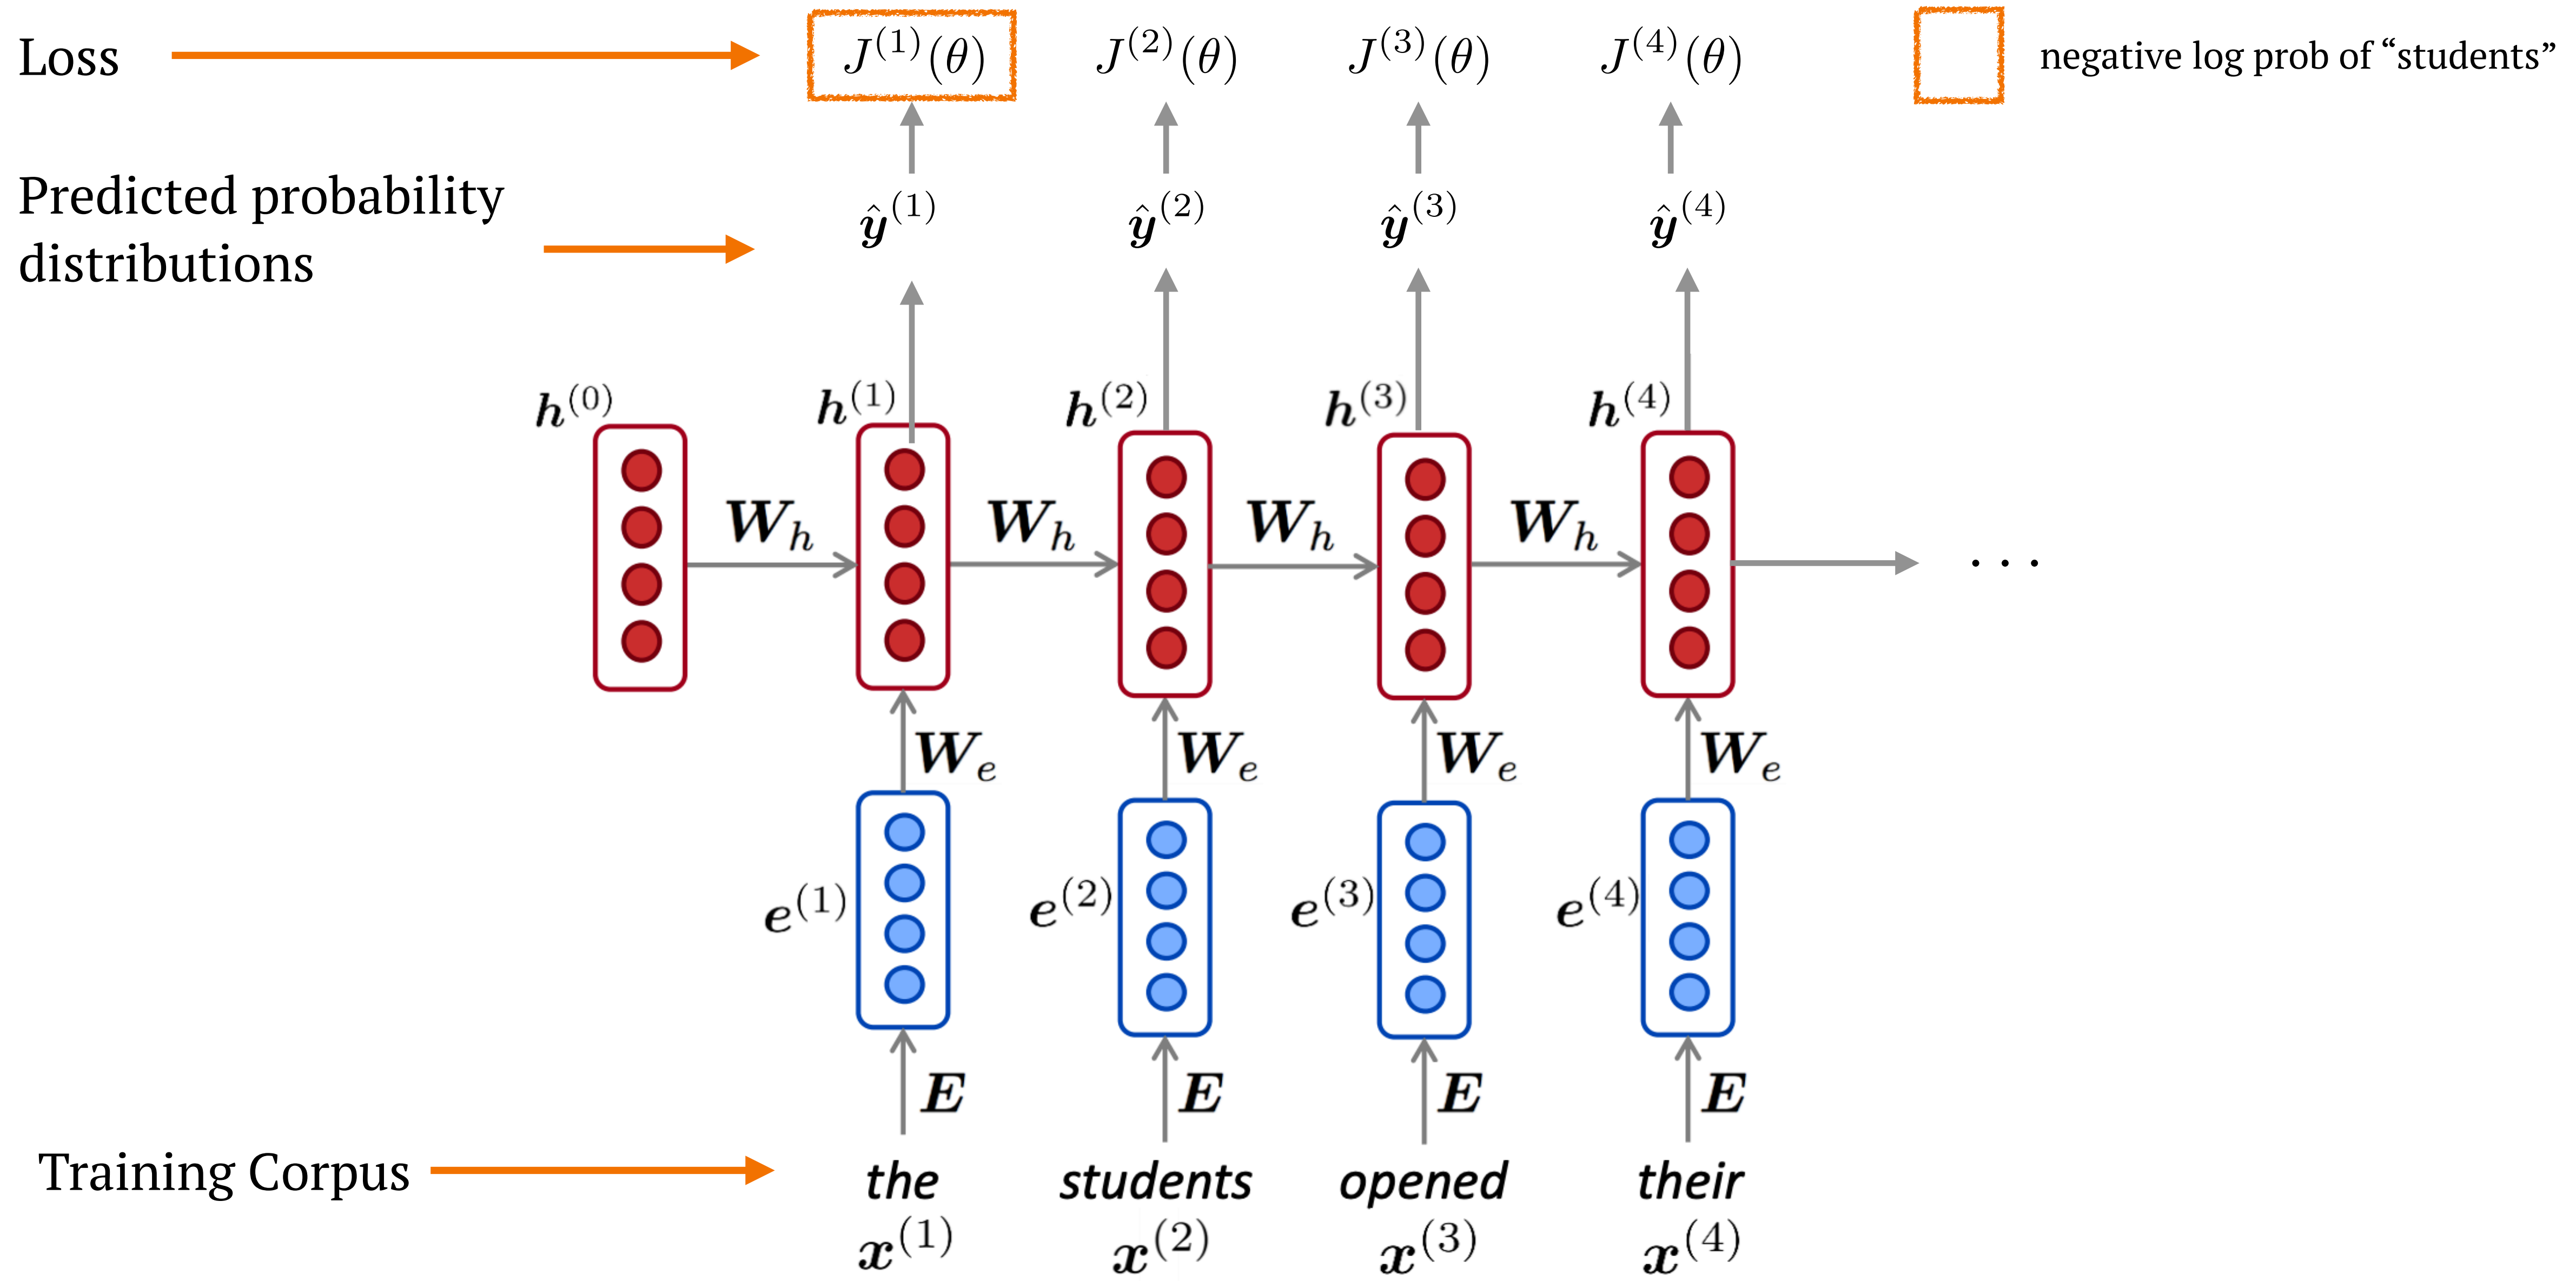 Loss
J^(1)(θ) J^(2)(θ) J^(3)(θ) J^(4)(θ)
negative log prob of “students”
Predicted probability
distributions
ŷ^(1) ŷ^(2) ŷ^(3) ŷ^(4)
h^(0) h^(1) h^(2) h^(3) h^(4)
W_h W_h W_h W_h
...
W_e W_e W_e W_e
e^(1) e^(2) e^(3) e^(4)
E E E E
Training Corpus
the students opened their
x^(1) x^(2) x^(3) x^(4)